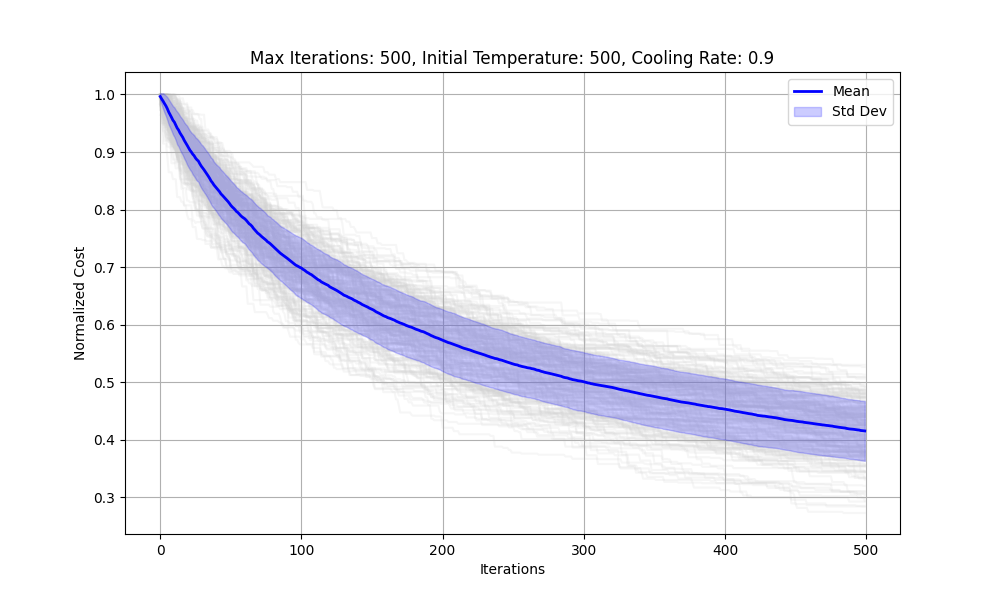 Max Iterations: 500, Initial Temperature: 500, Cooling Rate: 0.9
Mean
Std Dev
1.0
0.9
0.8
0.7
0.6
0.5
0.4
0.3
Normalized Cost
0 100 200 300 400 500
Iterations